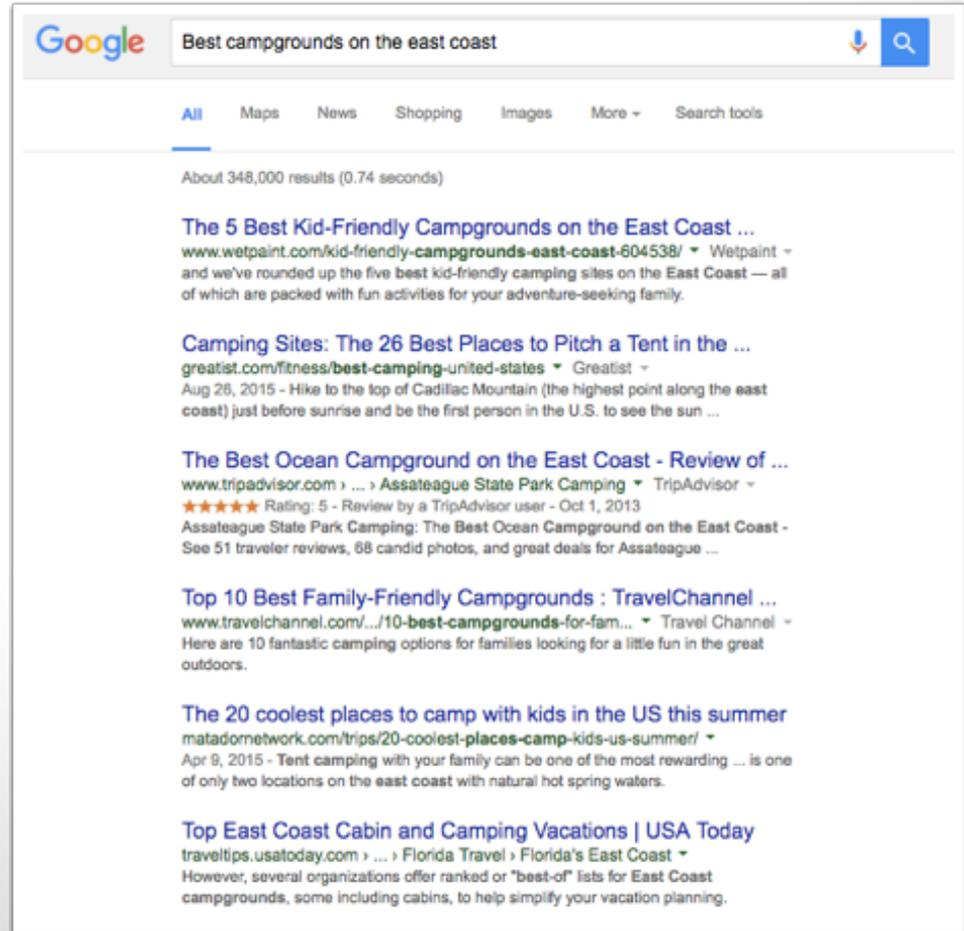 Google Best campgrounds on the east coast
All Maps News Shopping Images More Search tools
About 348,000 results (0.74 seconds)
The 5 Best Kid-Friendly Campgrounds on the East Coast ...
www.wetpaint.com/kid-friendly-campgrounds-east-coast-604538/ Wetpaint
and we've rounded up the five best kid-friendly camping sites on the East Coast — all
of which are packed with fun activities for your adventure-seeking family.
Camping Sites: The 26 Best Places to Pitch a Tent in the ...
greatist.com/fitness/best-camping-united-states Greatist
Aug 26, 2015 - Hike to the top of Cadillac Mountain (the highest point along the east
coast) just before sunrise and be the first person in the U.S. to see the sun ...
The Best Ocean Campground on the East Coast - Review of ...
www.tripadvisor.com › ... › Assateague State Park Camping TripAdvisor
★★★★★ Rating: 5 - Review by a TripAdvisor user - Oct 1, 2013
Assateague State Park Camping: The Best Ocean Campground on the East Coast -
See 51 traveler reviews, 68 candid photos, and great deals for Assateague ...
Top 10 Best Family-Friendly Campgrounds : TravelChannel ...
www.travelchannel.com/.../10-best-campgrounds-for-fam... Travel Channel
Here are 10 fantastic camping options for families looking for a little fun in the great
outdoors.
The 20 coolest places to camp with kids in the US this summer
matadornetwork.com/trips/20-coolest-places-camp-kids-us-summer/
Apr 9, 2015 - Tent camping with your family can be one of the most rewarding ... is one
of only two locations on the east coast with natural hot spring waters.
Top East Coast Cabin and Camping Vacations | USA Today
traveltips.usatoday.com › ... › Florida Travel › Florida's East Coast
However, several organizations offer ranked or "best-of" lists for East Coast
campgrounds, some including cabins, to help simplify your vacation planning.